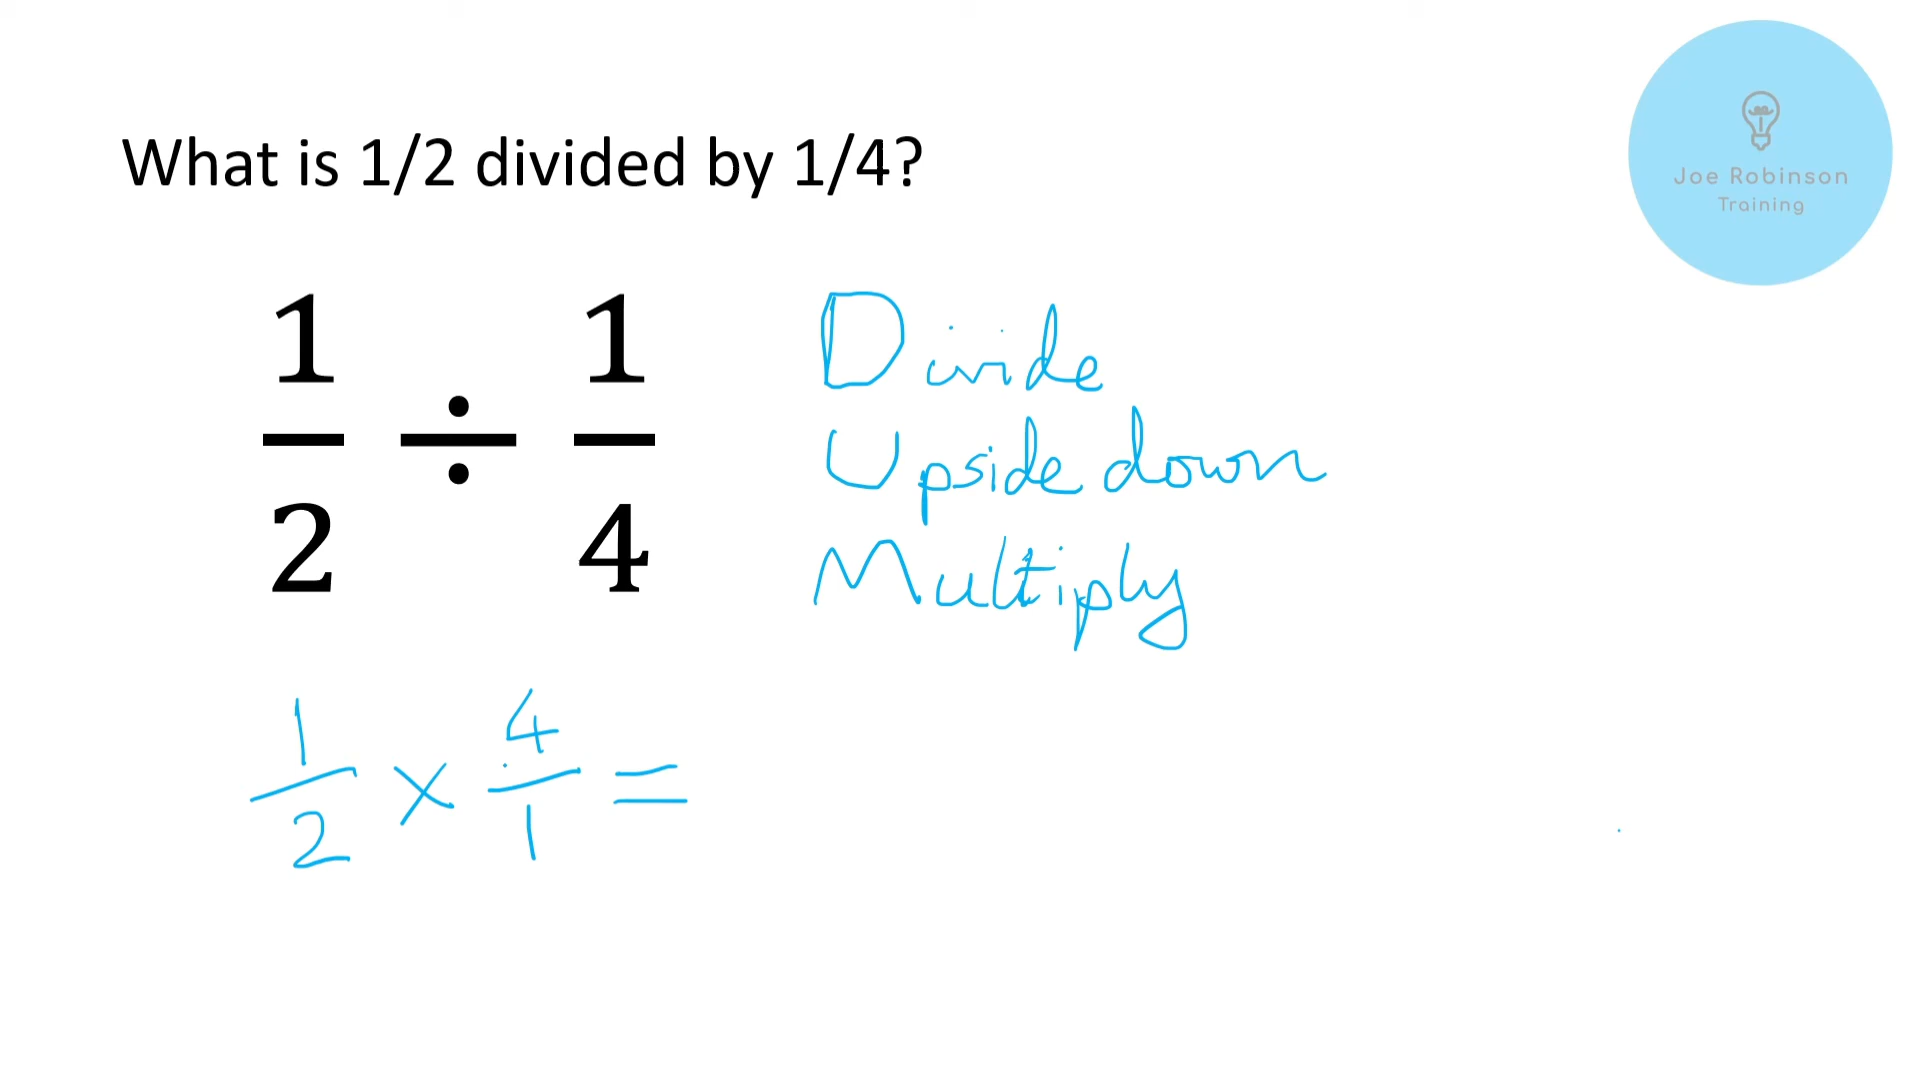 What is 1/2 divided by 1/4?
Joe Robinson
Training
1/2 ÷ 1/4
Divide
Upside down
Multiply
1/2 × 4/1 =